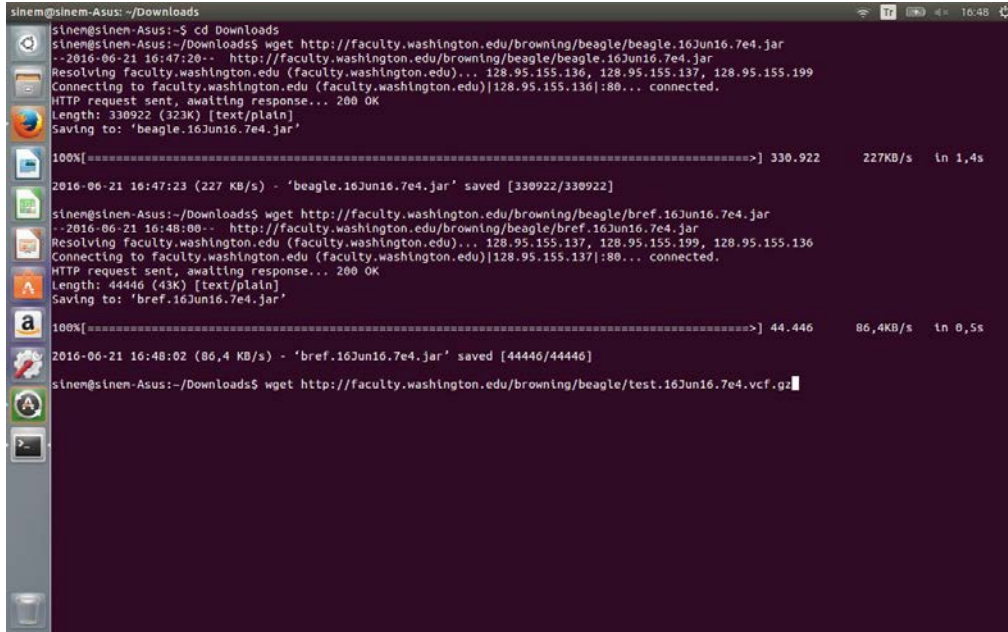 sinem@sinem-Asus: ~/Downloads
Tr
16:48
sinem@sinem-Asus:~$ cd Downloads
sinem@sinem-Asus:~/Downloads$ wget http://faculty.washington.edu/browning/beagle/beagle.16Jun16.7e4.jar
--2016-06-21 16:47:20--  http://faculty.washington.edu/browning/beagle/beagle.16Jun16.7e4.jar
Resolving faculty.washington.edu (faculty.washington.edu)... 128.95.155.136, 128.95.155.137, 128.95.155.199
Connecting to faculty.washington.edu (faculty.washington.edu)|128.95.155.136|:80... connected.
HTTP request sent, awaiting response... 200 OK
Length: 330922 (323K) [text/plain]
Saving to: ‘beagle.16Jun16.7e4.jar’
100%[======================================================================================>] 330.922     227KB/s   in 1,4s
2016-06-21 16:47:23 (227 KB/s) - ‘beagle.16Jun16.7e4.jar’ saved [330922/330922]
sinem@sinem-Asus:~/Downloads$ wget http://faculty.washington.edu/browning/beagle/bref.16Jun16.7e4.jar
--2016-06-21 16:48:00--  http://faculty.washington.edu/browning/beagle/bref.16Jun16.7e4.jar
Resolving faculty.washington.edu (faculty.washington.edu)... 128.95.155.137, 128.95.155.199, 128.95.155.136
Connecting to faculty.washington.edu (faculty.washington.edu)|128.95.155.137|:80... connected.
HTTP request sent, awaiting response... 200 OK
Length: 44446 (43K) [text/plain]
Saving to: ‘bref.16Jun16.7e4.jar’
100%[======================================================================================>] 44.446      86,4KB/s   in 0,5s
2016-06-21 16:48:02 (86,4 KB/s) - ‘bref.16Jun16.7e4.jar’ saved [44446/44446]
sinem@sinem-Asus:~/Downloads$ wget http://faculty.washington.edu/browning/beagle/test.16Jun16.7e4.vcf.gz